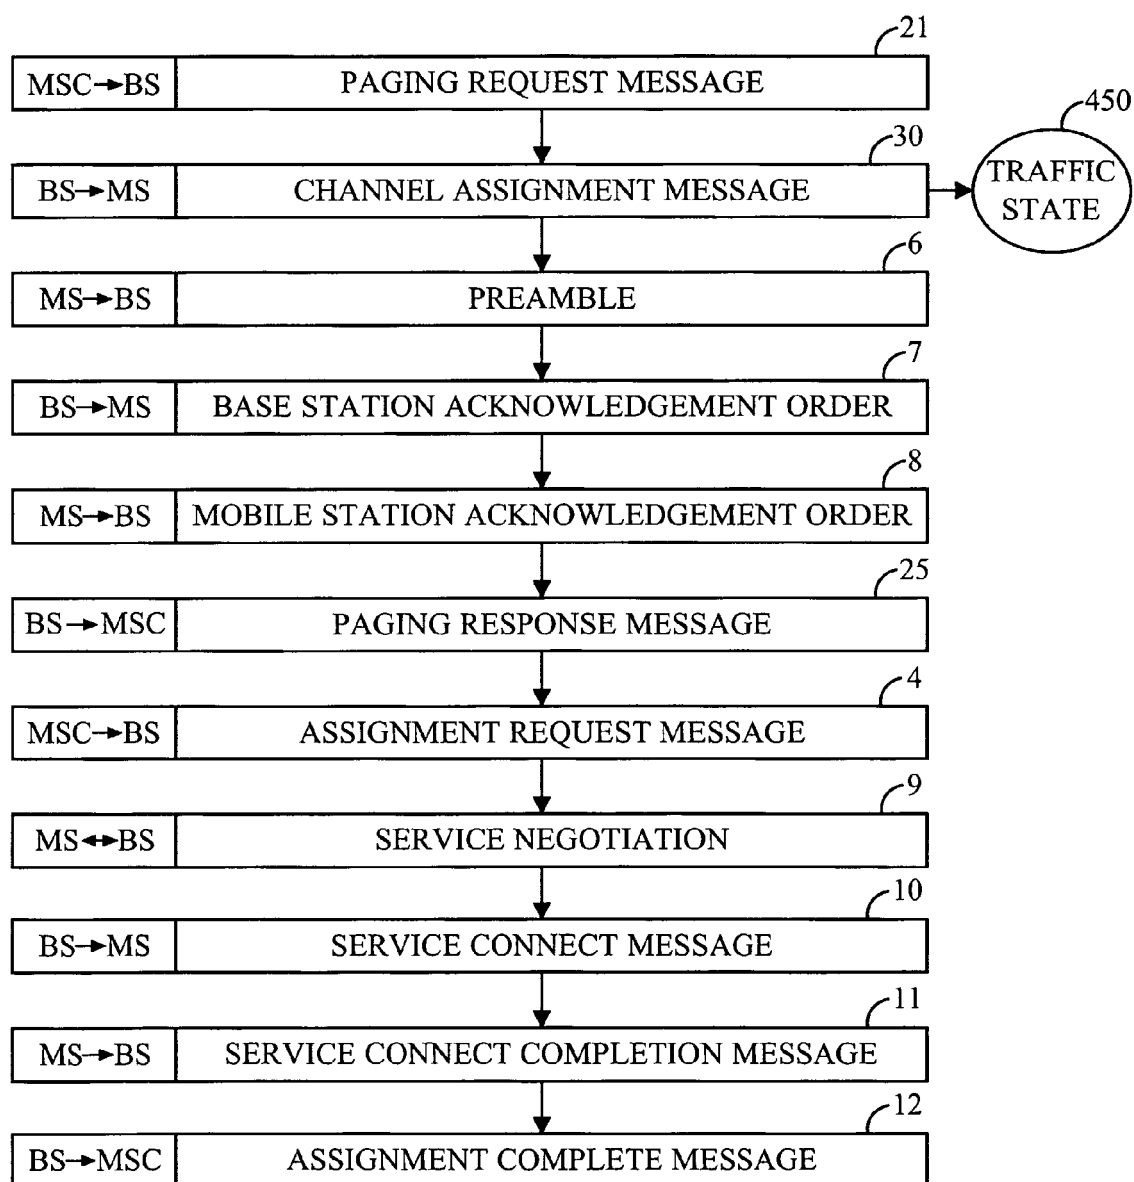 21
MSC→BS PAGING REQUEST MESSAGE
450
30
BS→MS CHANNEL ASSIGNMENT MESSAGE
TRAFFIC
STATE
6
MS→BS PREAMBLE
7
BS→MS BASE STATION ACKNOWLEDGEMENT ORDER
8
MS→BS MOBILE STATION ACKNOWLEDGEMENT ORDER
25
BS→MSC PAGING RESPONSE MESSAGE
4
MSC→BS ASSIGNMENT REQUEST MESSAGE
9
MS↔BS SERVICE NEGOTIATION
10
BS→MS SERVICE CONNECT MESSAGE
11
MS→BS SERVICE CONNECT COMPLETION MESSAGE
12
BS→MSC ASSIGNMENT COMPLETE MESSAGE